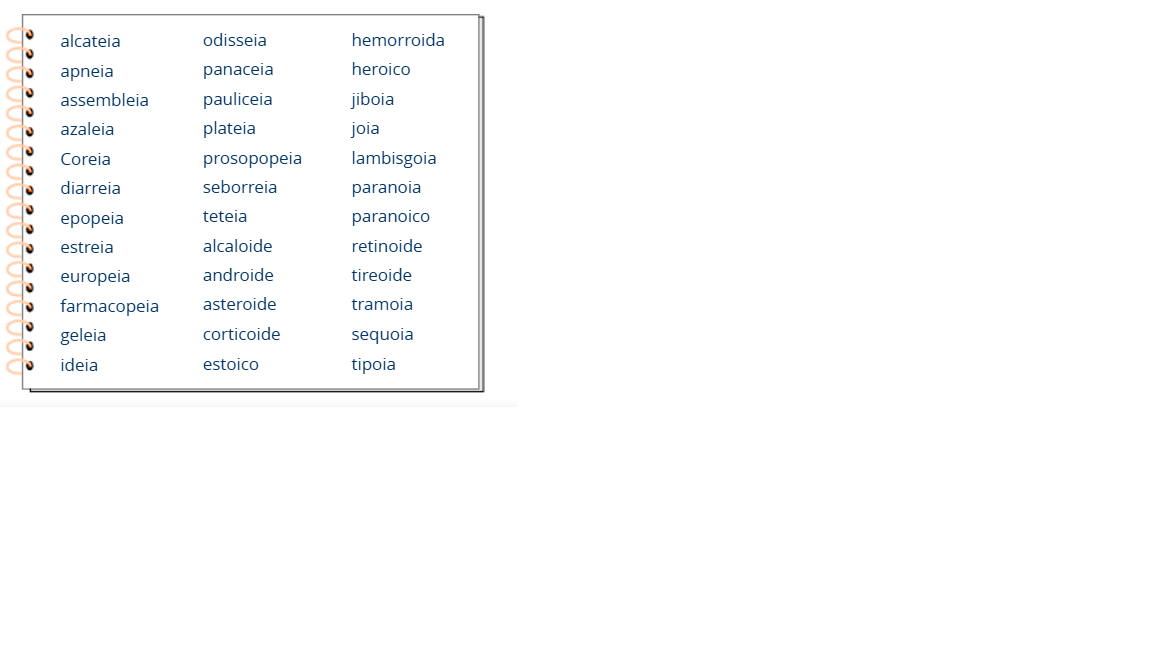 alcateia
apneia
assembleia
azaleia
Coreia
diarreia
epopeia
estreia
europeia
farmacopeia
geleia
ideia
odisseia
panaceia
pauliceia
plateia
prosopopeia
seborreia
teteia
alcaloide
androide
asteroide
corticoide
estoico
hemorroida
heroico
jiboia
joia
lambisgoia
paranoia
paranoico
retinoide
tireoide
tramoia
sequoia
tipoia